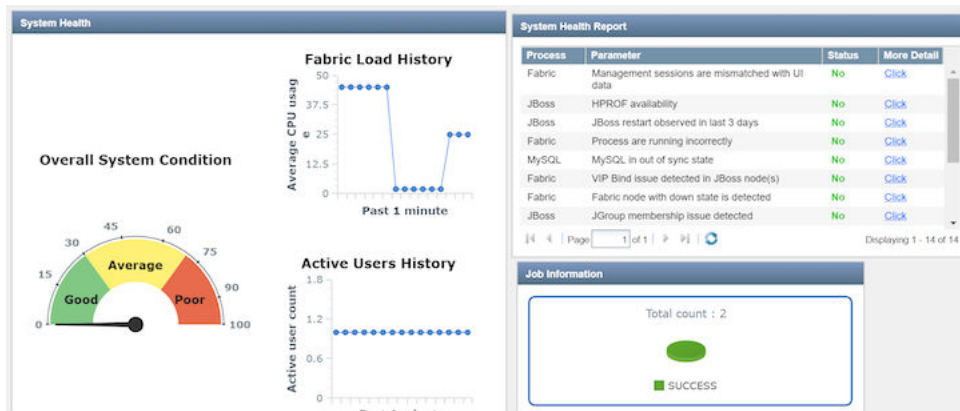 System Health
Overall System Condition
0
15
30
45
60
75
90
100
Good
Average
Poor
Fabric Load History
Average CPU usag
e
50
37.5
25
12.5
0
Past 1 minute
Active Users History
Active user count
1.8
1.2
0.6
0
System Health Report
Process Parameter Status More Detail
Fabric Management sessions are mismatched with UI data No Click
JBoss HPROF availability No Click
JBoss JBoss restart observed in last 3 days No Click
Fabric Process are running incorrectly No Click
MySQL MySQL in out of sync state No Click
Fabric VIP Bind issue detected in JBoss node(s) No Click
Fabric Fabric node with down state is detected No Click
JBoss JGroup membership issue detected No Click
Page 1 of 1 Displaying 1 - 14 of 14
Job Information
Total count : 2
SUCCESS